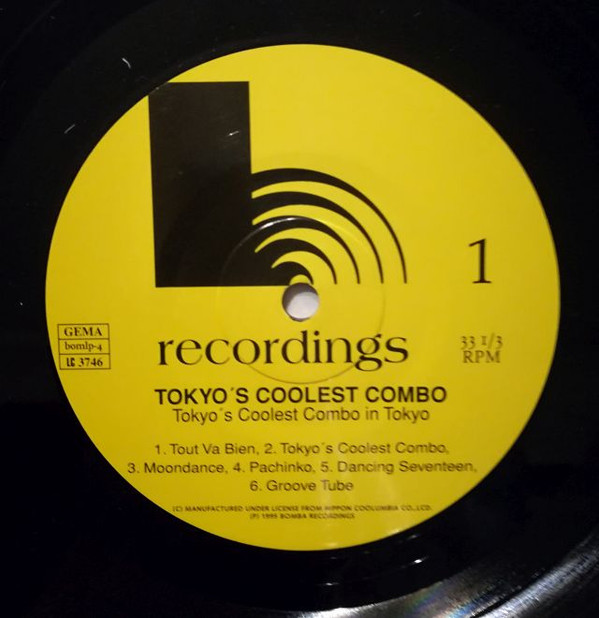 1
recordings
GEMA
bomlp-4
LC 3746
33 1/3
RPM
TOKYO´S COOLEST COMBO
Tokyo´s Coolest Combo in Tokyo
1. Tout Va Bien, 2. Tokyo´s Coolest Combo,
3. Moondance, 4. Pachinko, 5. Dancing Seventeen,
6. Groove Tube
(C) MANUFACTURED UNDER LICENSE FROM NIPPON COOLUMBIA CO.,LCD.
(P) 1995 BOMBA RECORDINGS